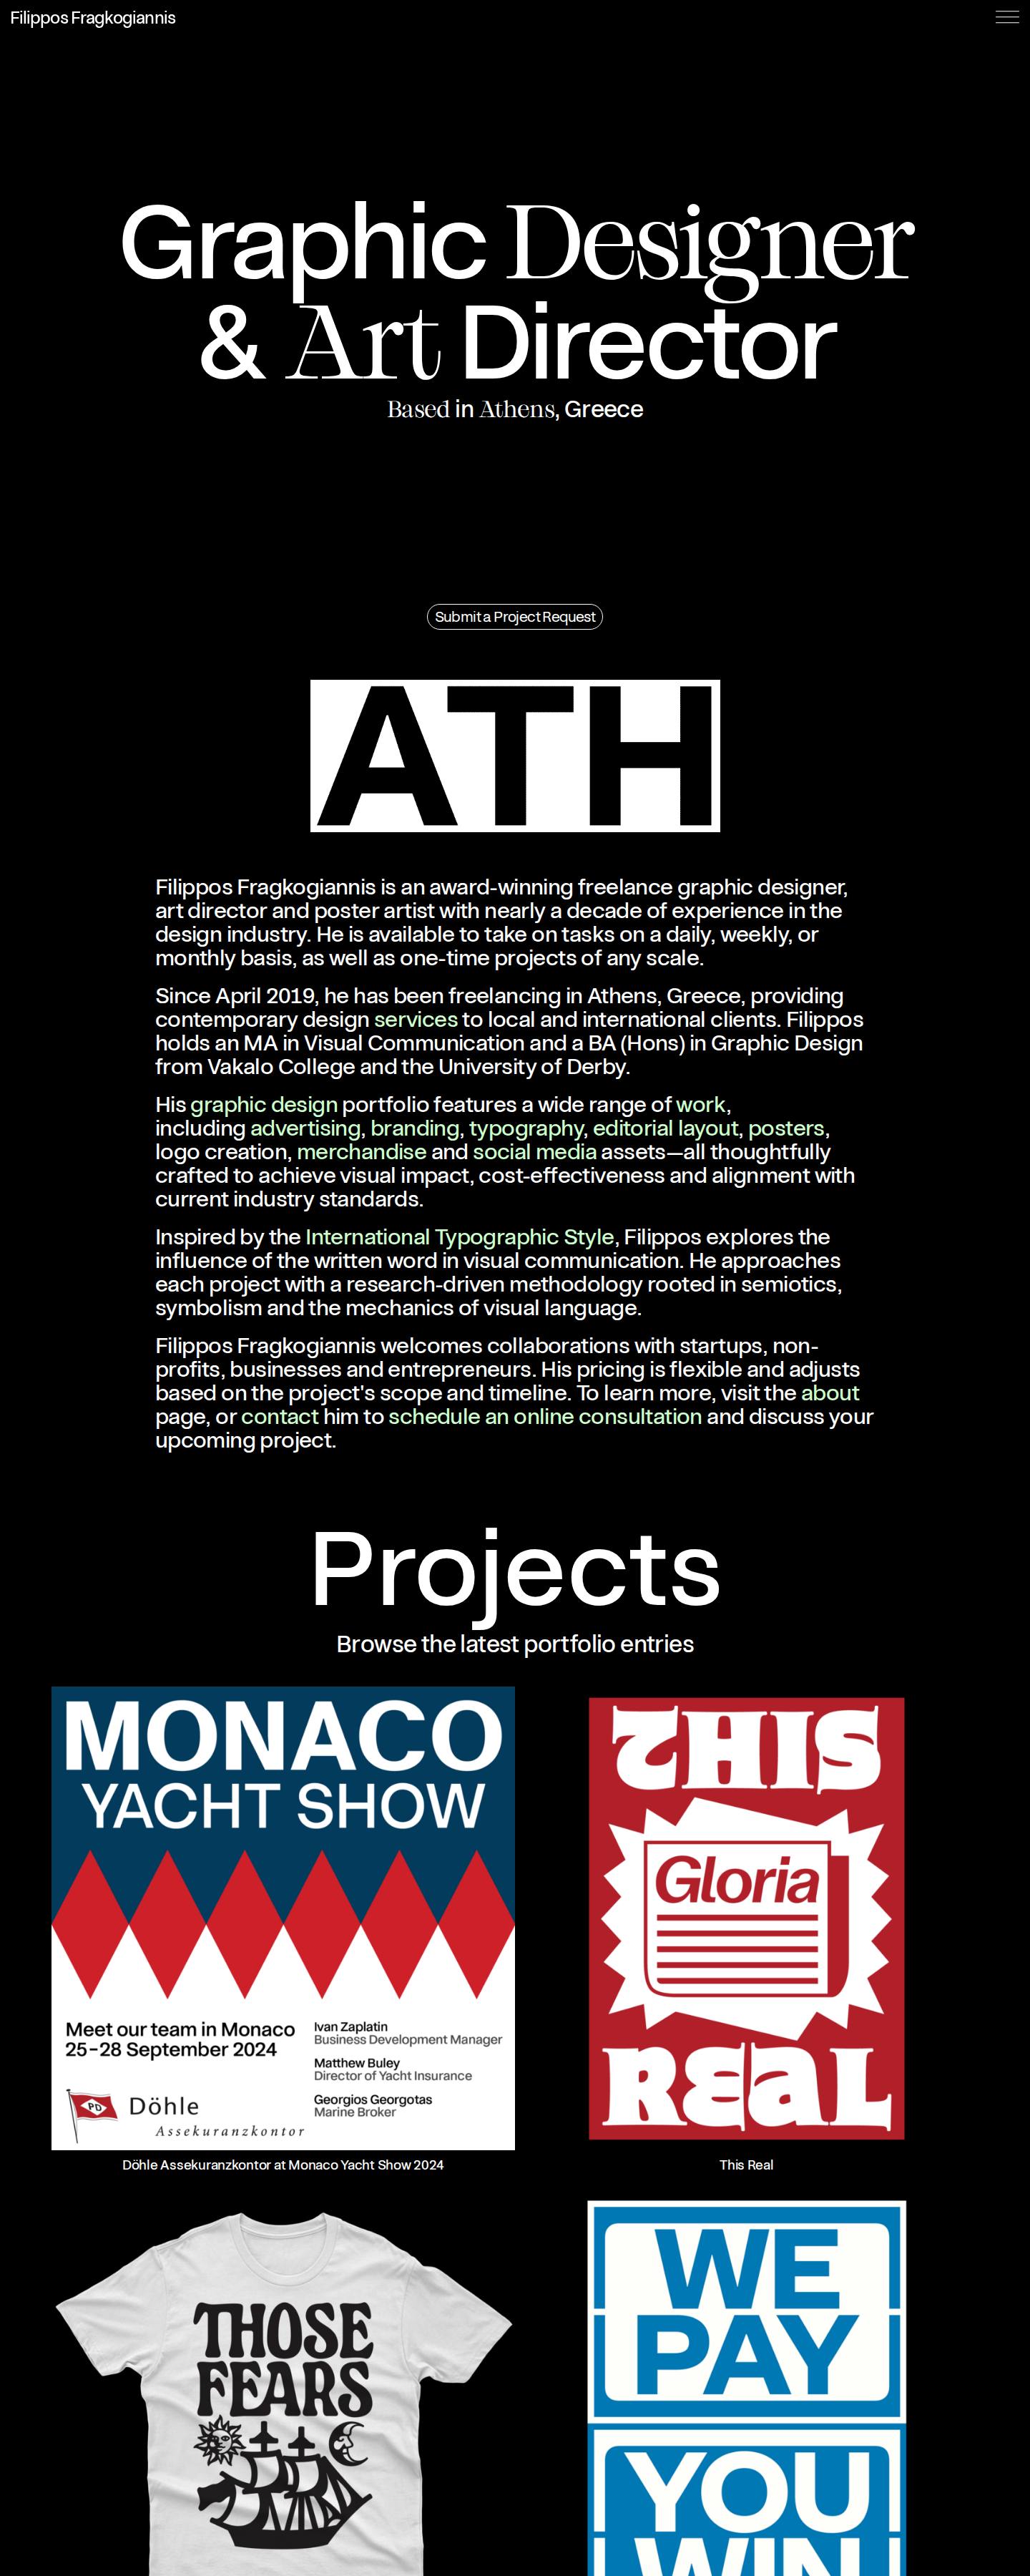 Filippos Fragkogiannis
Graphic Designer
& Art Director
Based in Athens, Greece
Submit a Project Request
ATH
Filippos Fragkogiannis is an award-winning freelance graphic designer,
art director and poster artist with nearly a decade of experience in the
design industry. He is available to take on tasks on a daily, weekly, or
monthly basis, as well as one-time projects of any scale.
Since April 2019, he has been freelancing in Athens, Greece, providing
contemporary design services to local and international clients. Filippos
holds an MA in Visual Communication and a BA (Hons) in Graphic Design
from Vakalo College and the University of Derby.
His graphic design portfolio features a wide range of work,
including advertising, branding, typography, editorial layout, posters,
logo creation, merchandise and social media assets—all thoughtfully
crafted to achieve visual impact, cost-effectiveness and alignment with
current industry standards.
Inspired by the International Typographic Style, Filippos explores the
influence of the written word in visual communication. He approaches
each project with a research-driven methodology rooted in semiotics,
symbolism and the mechanics of visual language.
Filippos Fragkogiannis welcomes collaborations with startups, non-
profits, businesses and entrepreneurs. His pricing is flexible and adjusts
based on the project's scope and timeline. To learn more, visit the about
page, or contact him to schedule an online consultation and discuss your
upcoming project.
Projects
Browse the latest portfolio entries
MONACO
YACHT SHOW
Meet our team in Monaco
25–28 September 2024
Ivan Zaplatin
Business Development Manager
Matthew Buley
Director of Yacht Insurance
Georgios Georgotas
Marine Broker
PD
Döhle
Assekuranzkontor
Döhle Assekuranzkontor at Monaco Yacht Show 2024
THIS
Gloria
REAL
This Real
THOSE
FEARS
WE
PAY
YOU
WIN